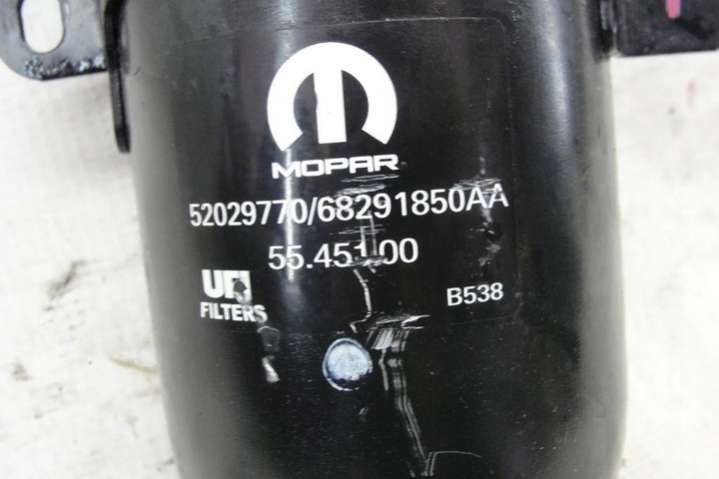 MOPAR
52029770/68291850AA
55.451.00
UFI
FILTERS
B538